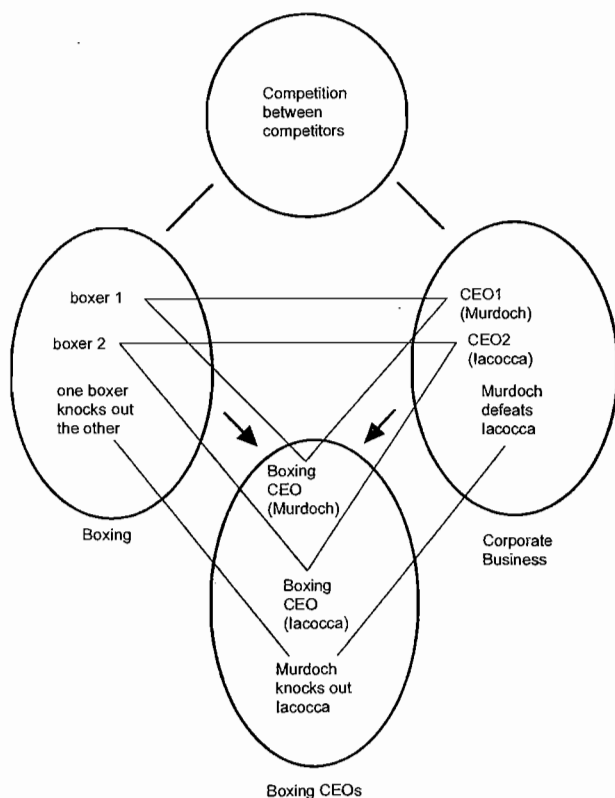 Competition
between
competitors
boxer 1
boxer 2
one boxer
knocks out
the other
Boxing
CEO1
(Murdoch)
CEO2
(Iacocca)
Murdoch
defeats
Iacocca
Corporate
Business
Boxing
CEO
(Murdoch)
Boxing
CEO
(Iacocca)
Murdoch
knocks out
Iacocca
Boxing CEOs